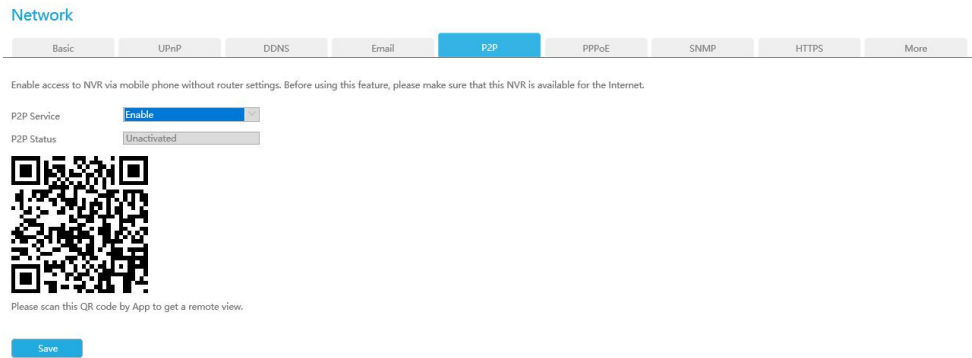 Network
Basic UPnP DDNS Email P2P PPPoE SNMP HTTPS More
Enable access to NVR via mobile phone without router settings. Before using this feature, please make sure that this NVR is available for the Internet.
P2P Service Enable
P2P Status Unactivated
Please scan this QR code by App to get a remote view.
Save